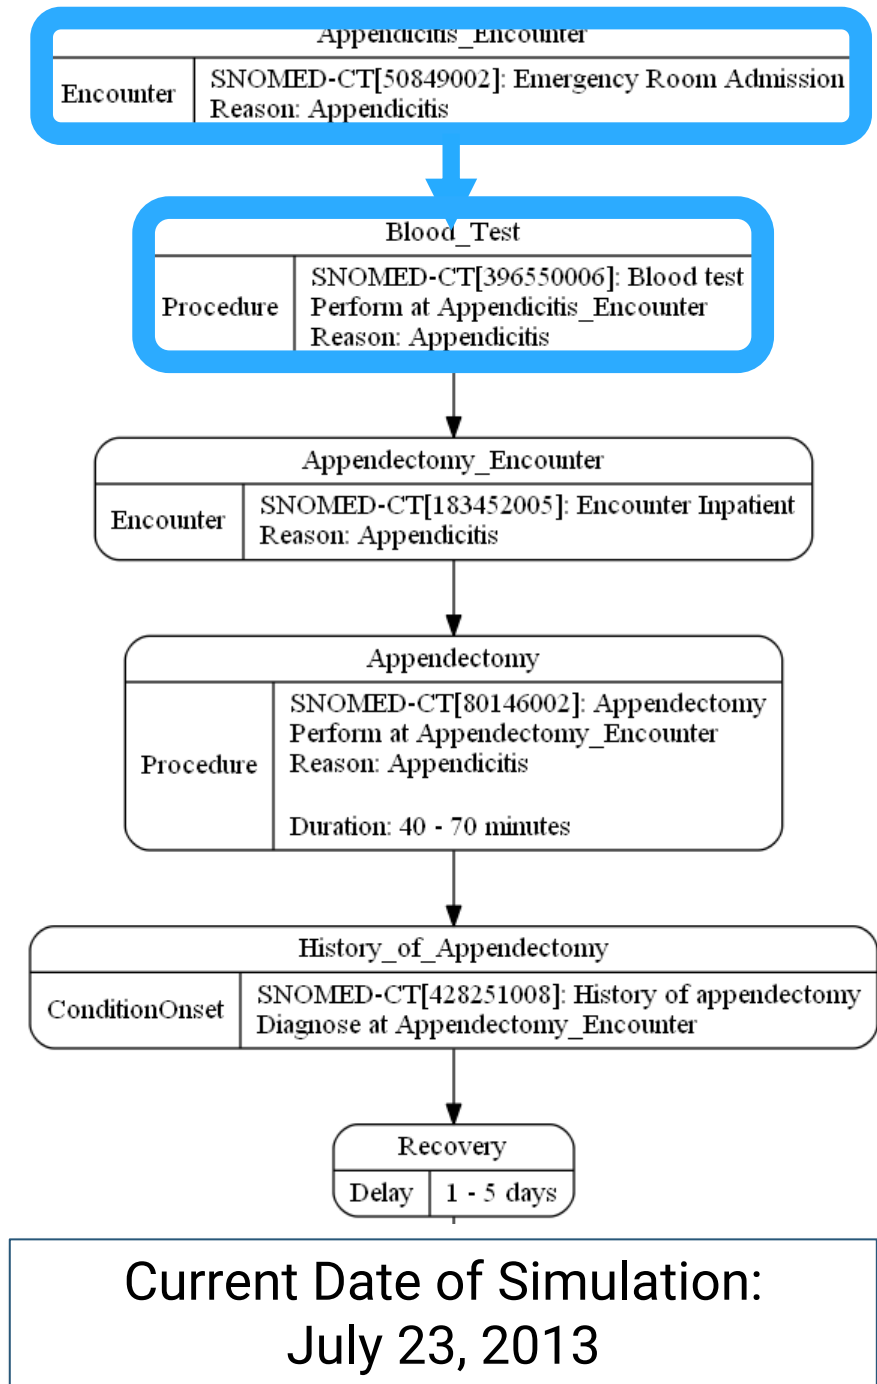 Appendicitis_Encounter
Encounter
SNOMED-CT[50849002]: Emergency Room Admission
Reason: Appendicitis
Blood_Test
Procedure
SNOMED-CT[396550006]: Blood test
Perform at Appendicitis_Encounter
Reason: Appendicitis
Appendectomy_Encounter
Encounter
SNOMED-CT[183452005]: Encounter Inpatient
Reason: Appendicitis
Appendectomy
Procedure
SNOMED-CT[80146002]: Appendectomy
Perform at Appendectomy_Encounter
Reason: Appendicitis
Duration: 40 - 70 minutes
History_of_Appendectomy
ConditionOnset
SNOMED-CT[428251008]: History of appendectomy
Diagnose at Appendectomy_Encounter
Recovery
Delay
1 - 5 days
Current Date of Simulation:
July 23, 2013